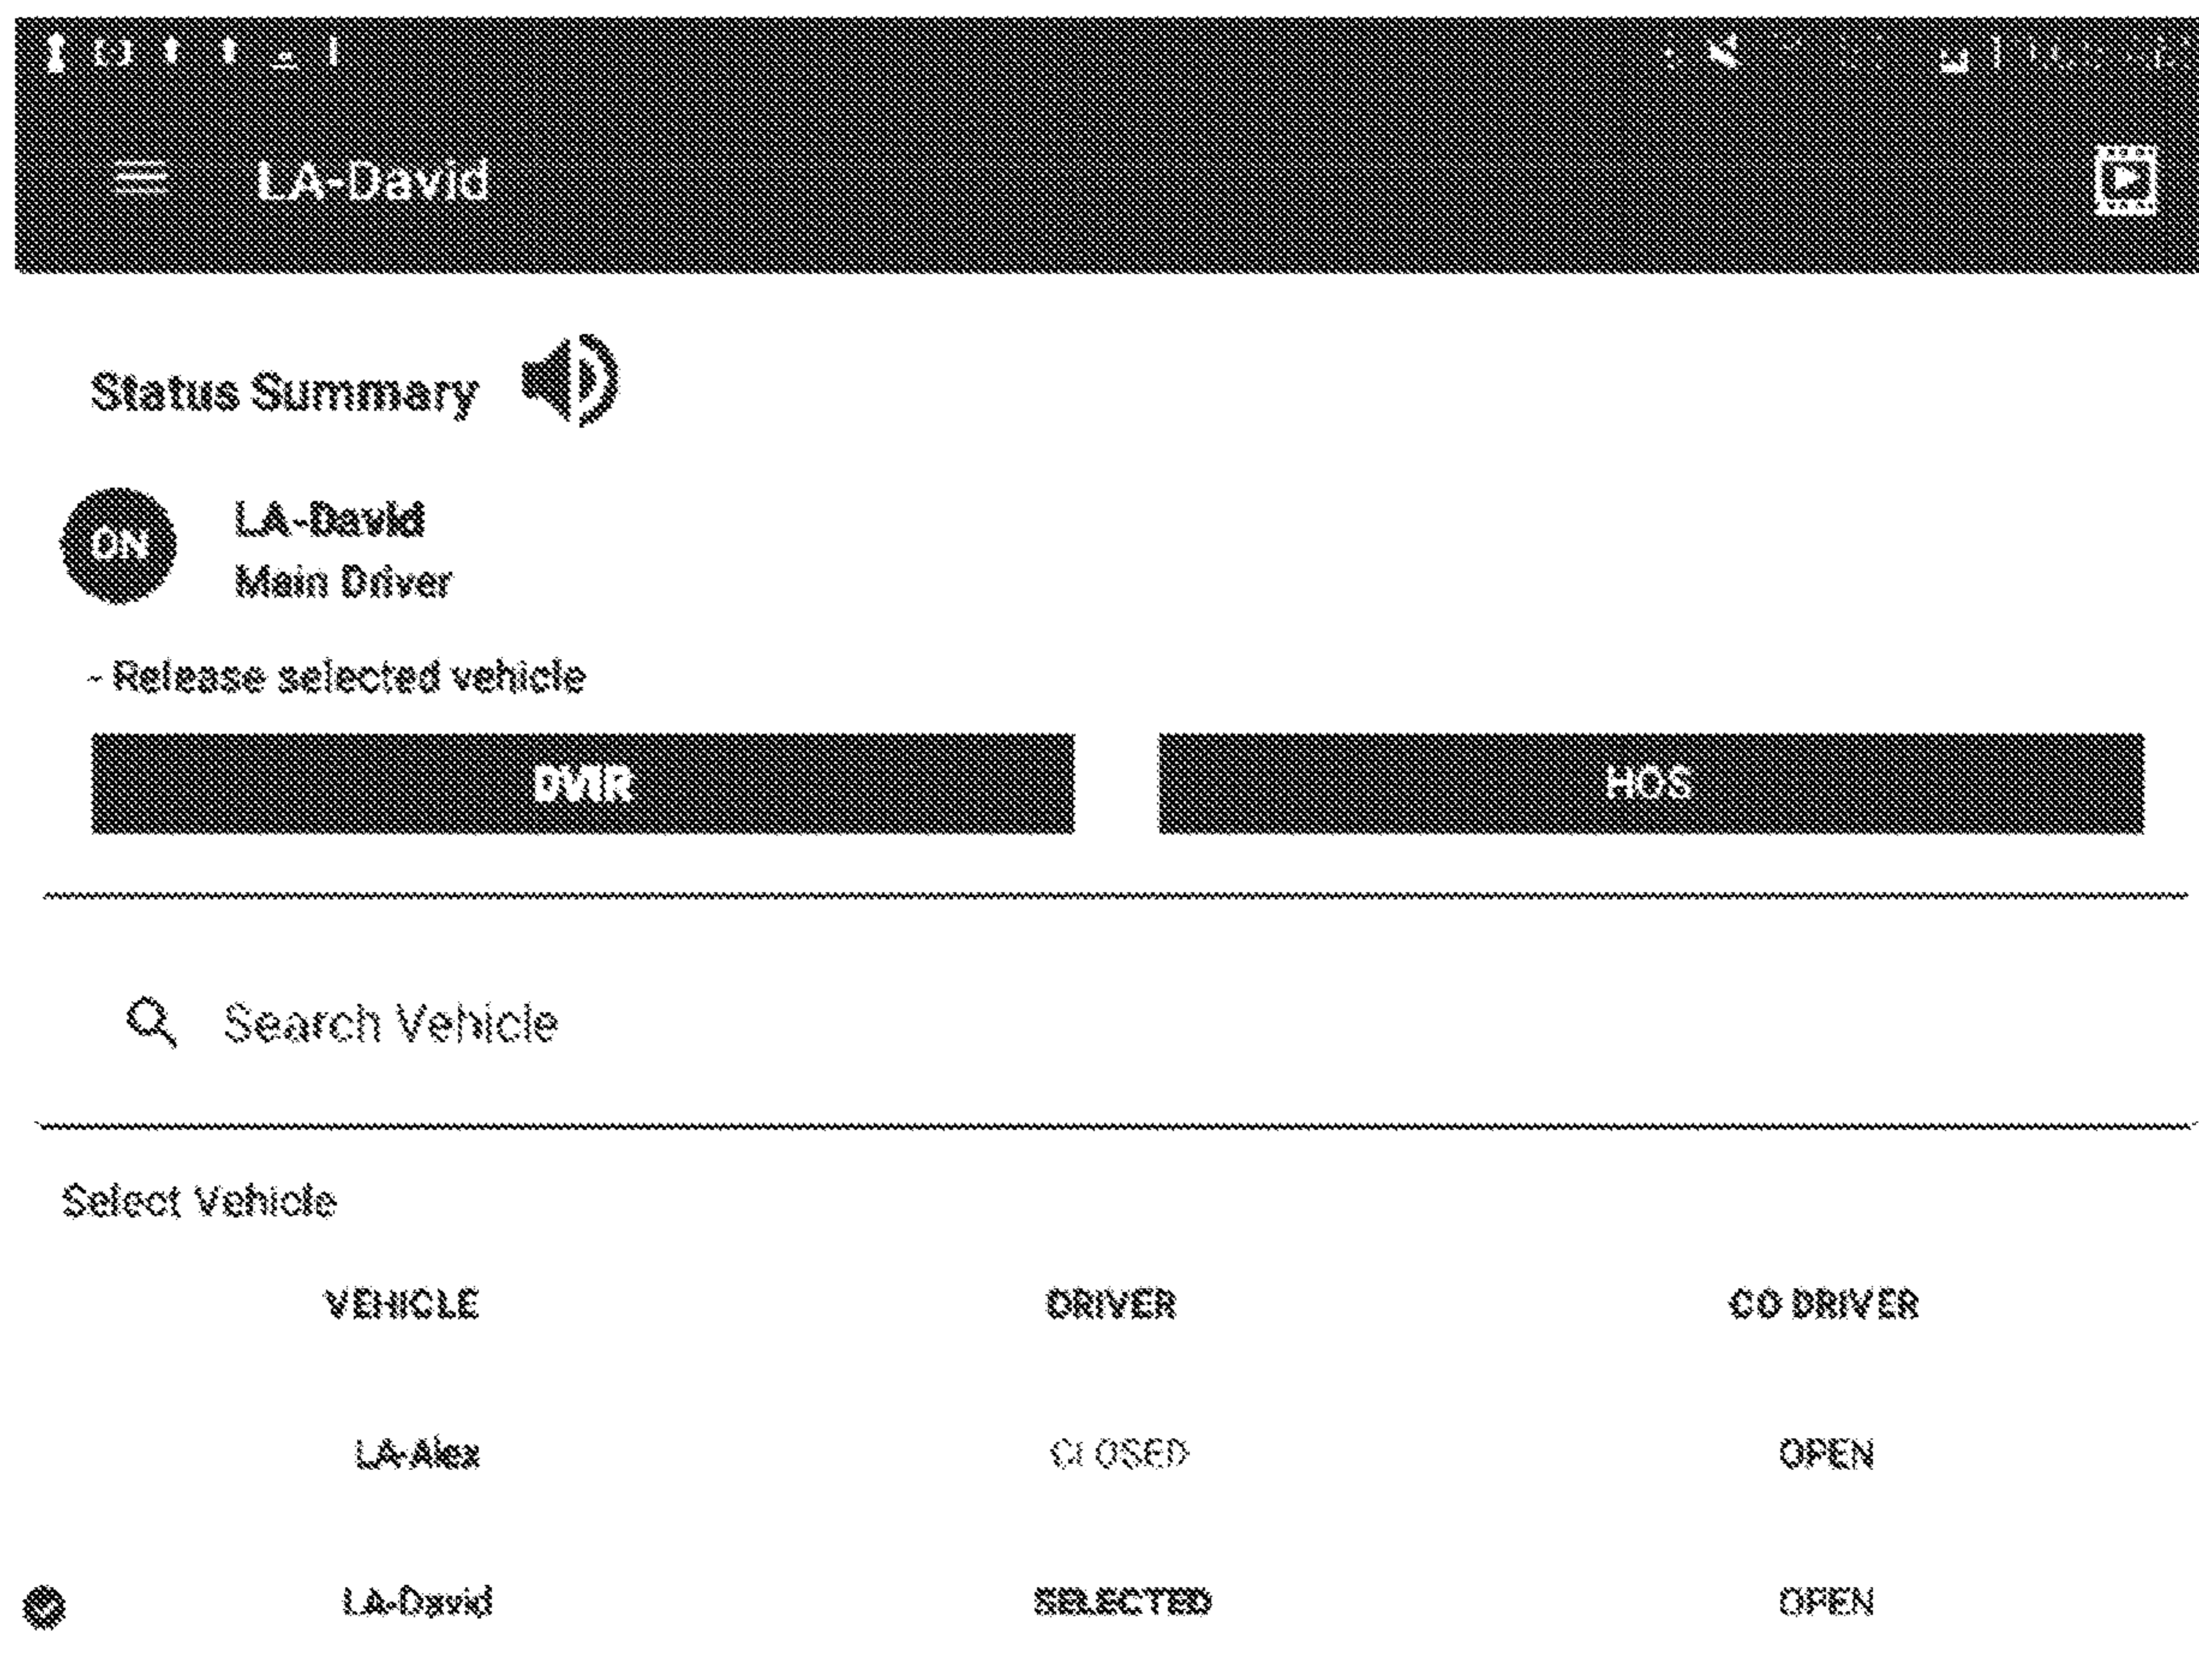 LA-David
Status Summary
ON
LA-David
Main Driver
- Release selected vehicle
DVIR HOS
Search Vehicle
Select Vehicle
VEHICLE DRIVER CO DRIVER
LA-Alex CLOSED OPEN
LA-David SELECTED OPEN